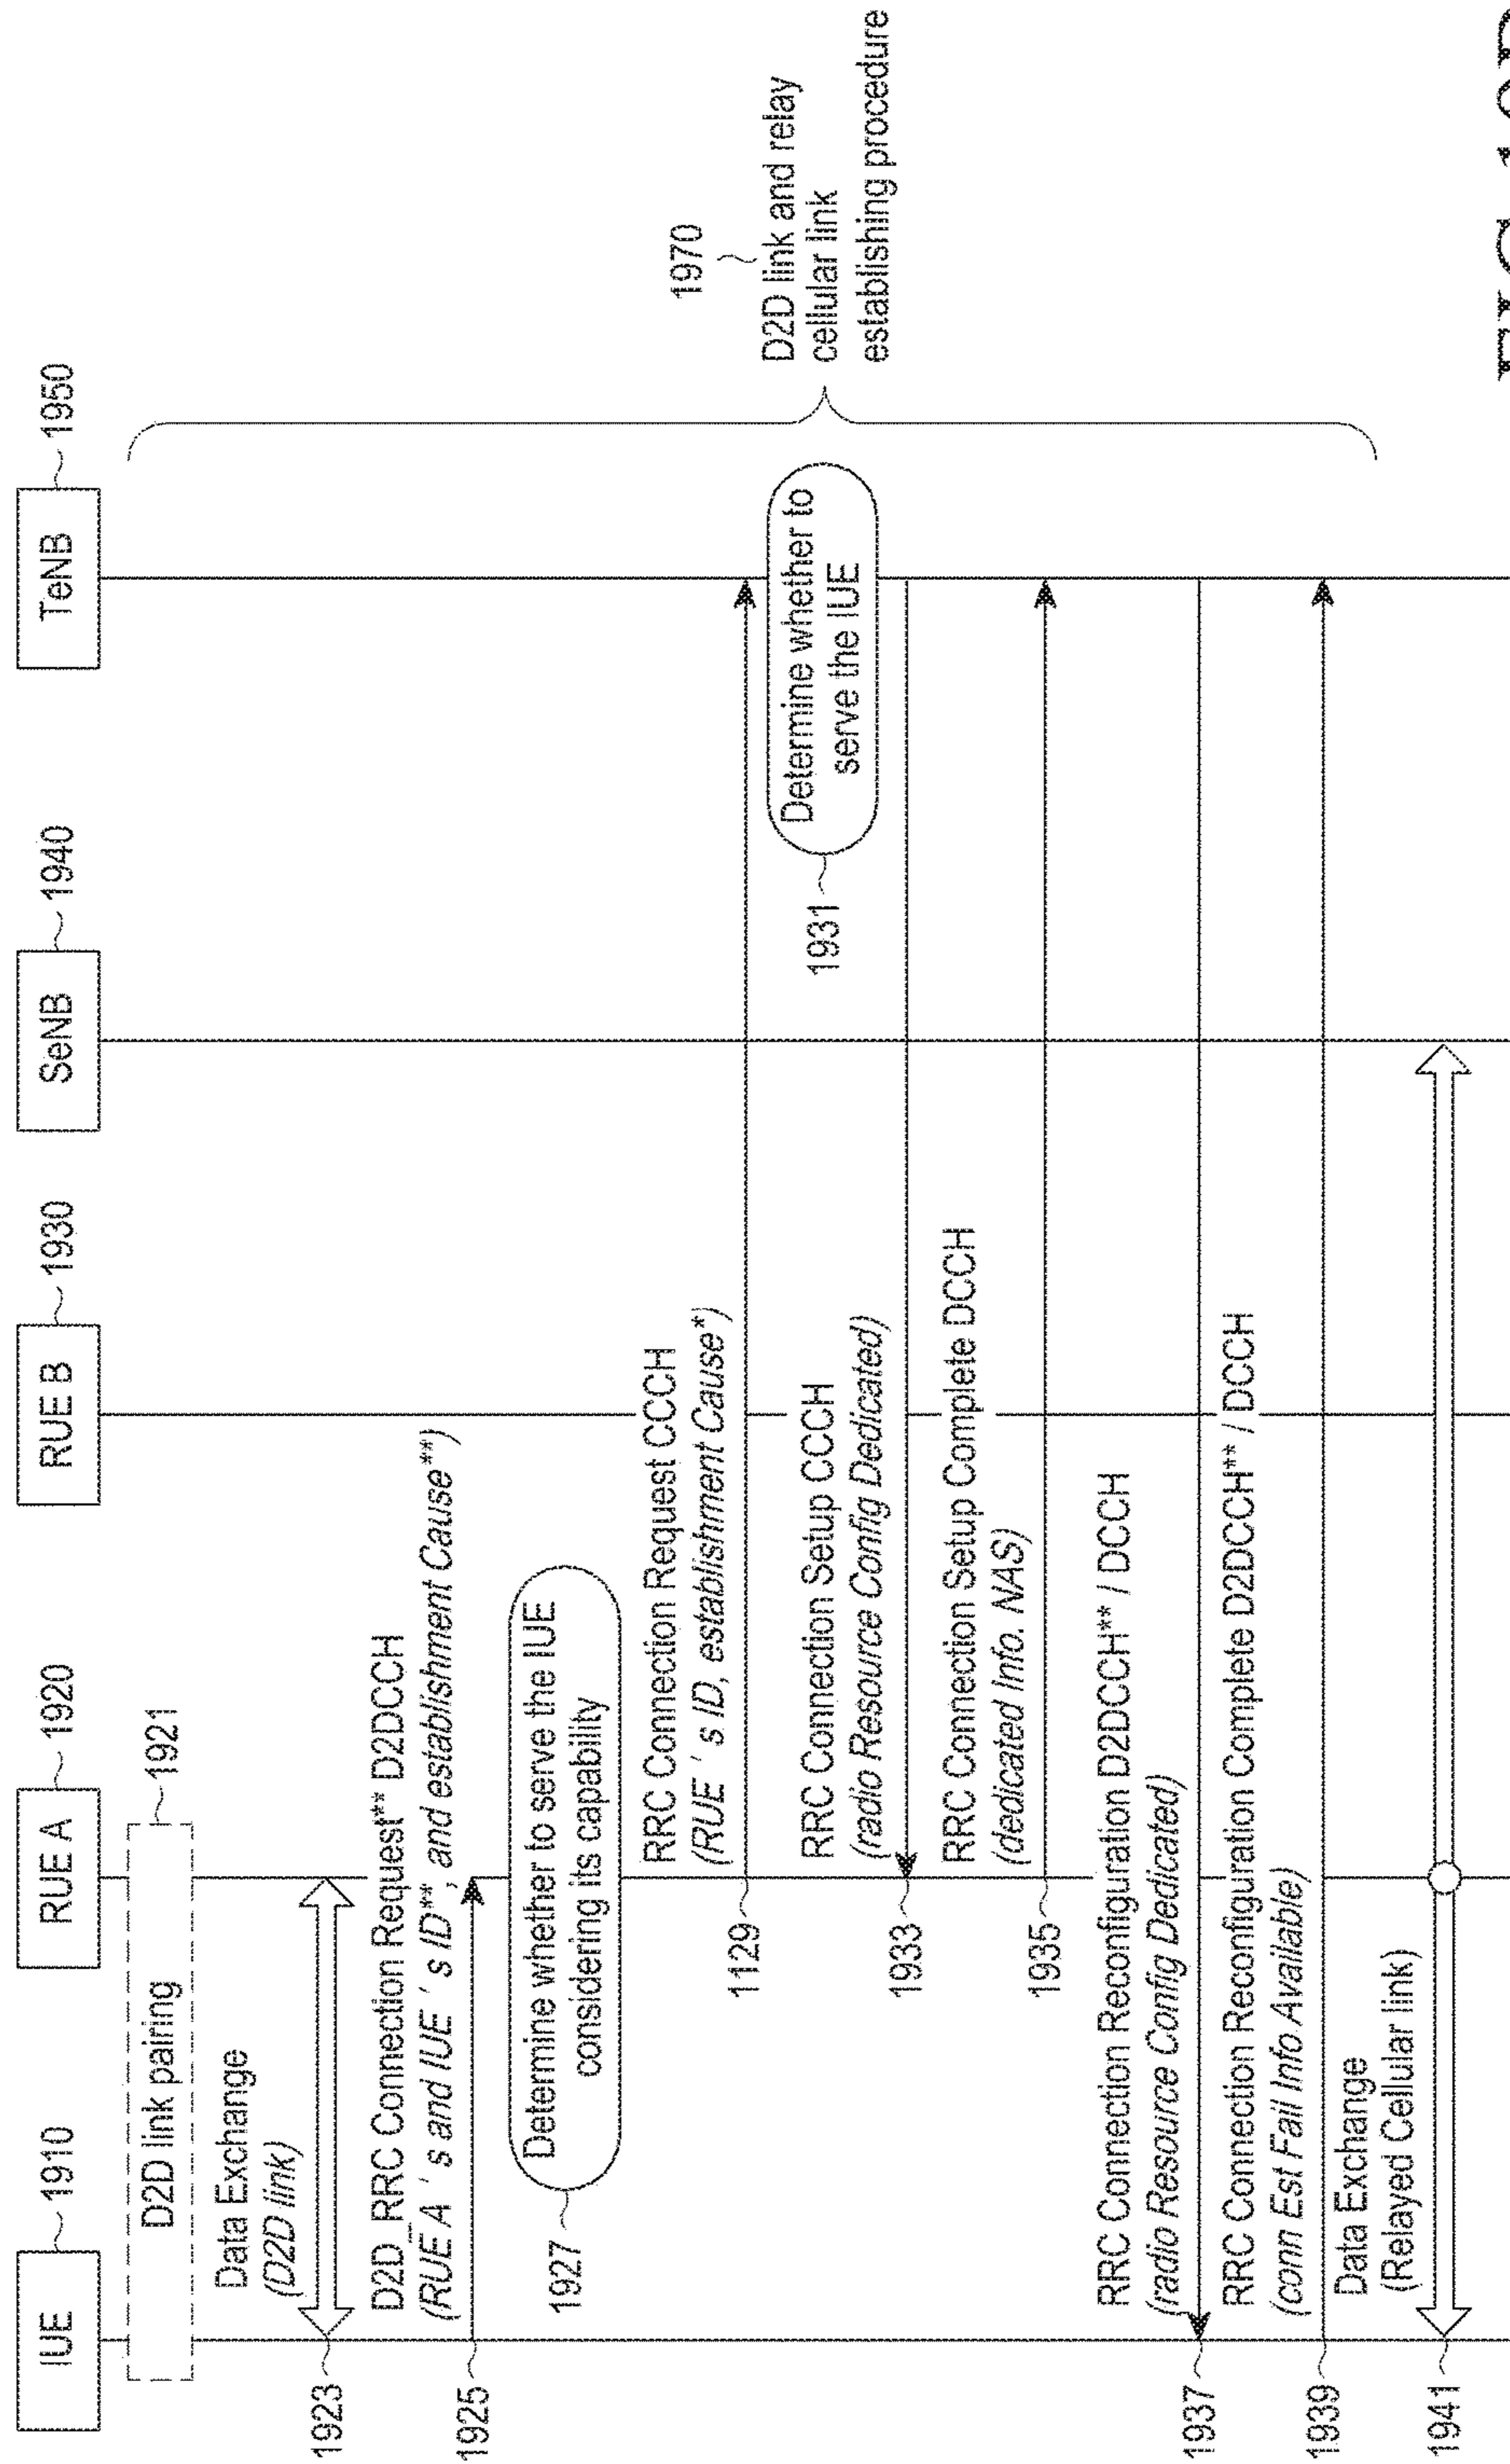 IUE
1910
RUE A
1920
RUE B
1930
SeNB
1940
TeNB
1950
D2D link pairing
1921
Data Exchange
(D2D link)
1923
D2D_RRC Connection Request** D2DCCH
(RUE A ' s and IUE ' s ID**, and establishment Cause**)
1925
Determine whether to serve the IUE
considering its capability
1927
RRC Connection Request CCCH
(RUE ' s ID, establishment Cause*)
1129
Determine whether to
serve the IUE
1931
RRC Connection Setup CCCH
(radio Resource Config Dedicated)
1933
RRC Connection Setup Complete DCCH
(dedicated Info. NAS)
1935
RRC Connection Reconfiguration D2DCCH** / DCCH
(radio Resource Config Dedicated)
1937
RRC Connection Reconfiguration Complete D2DCCH** / DCCH
(conn Est Fail Info Available)
1939
Data Exchange
(Relayed Cellular link)
1941
1970
D2D link and relay
cellular link
establishing procedure